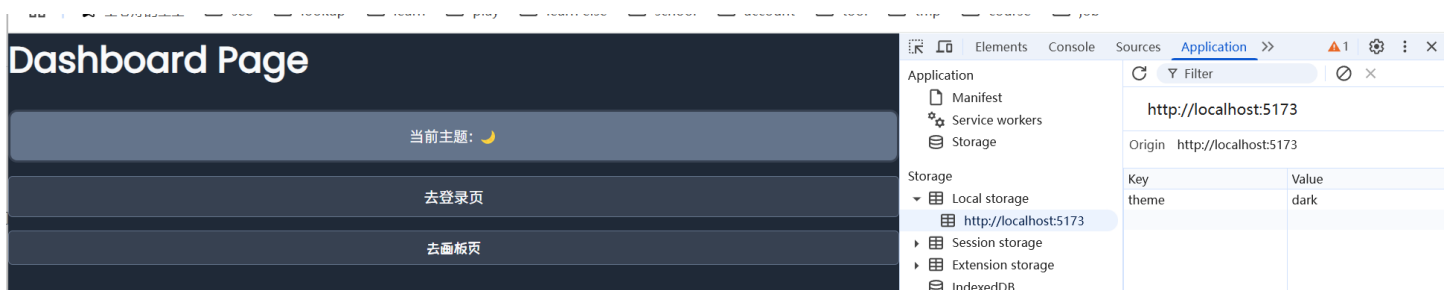 Dashboard Page
当前主题：🌙
去登录页
去画板页
Elements Console Sources Application 1
Application
Manifest
Service workers
Storage
Storage
Local storage
http://localhost:5173
Session storage
Extension storage
IndexedDB
Filter
http://localhost:5173
Origin http://localhost:5173
Key Value
theme dark